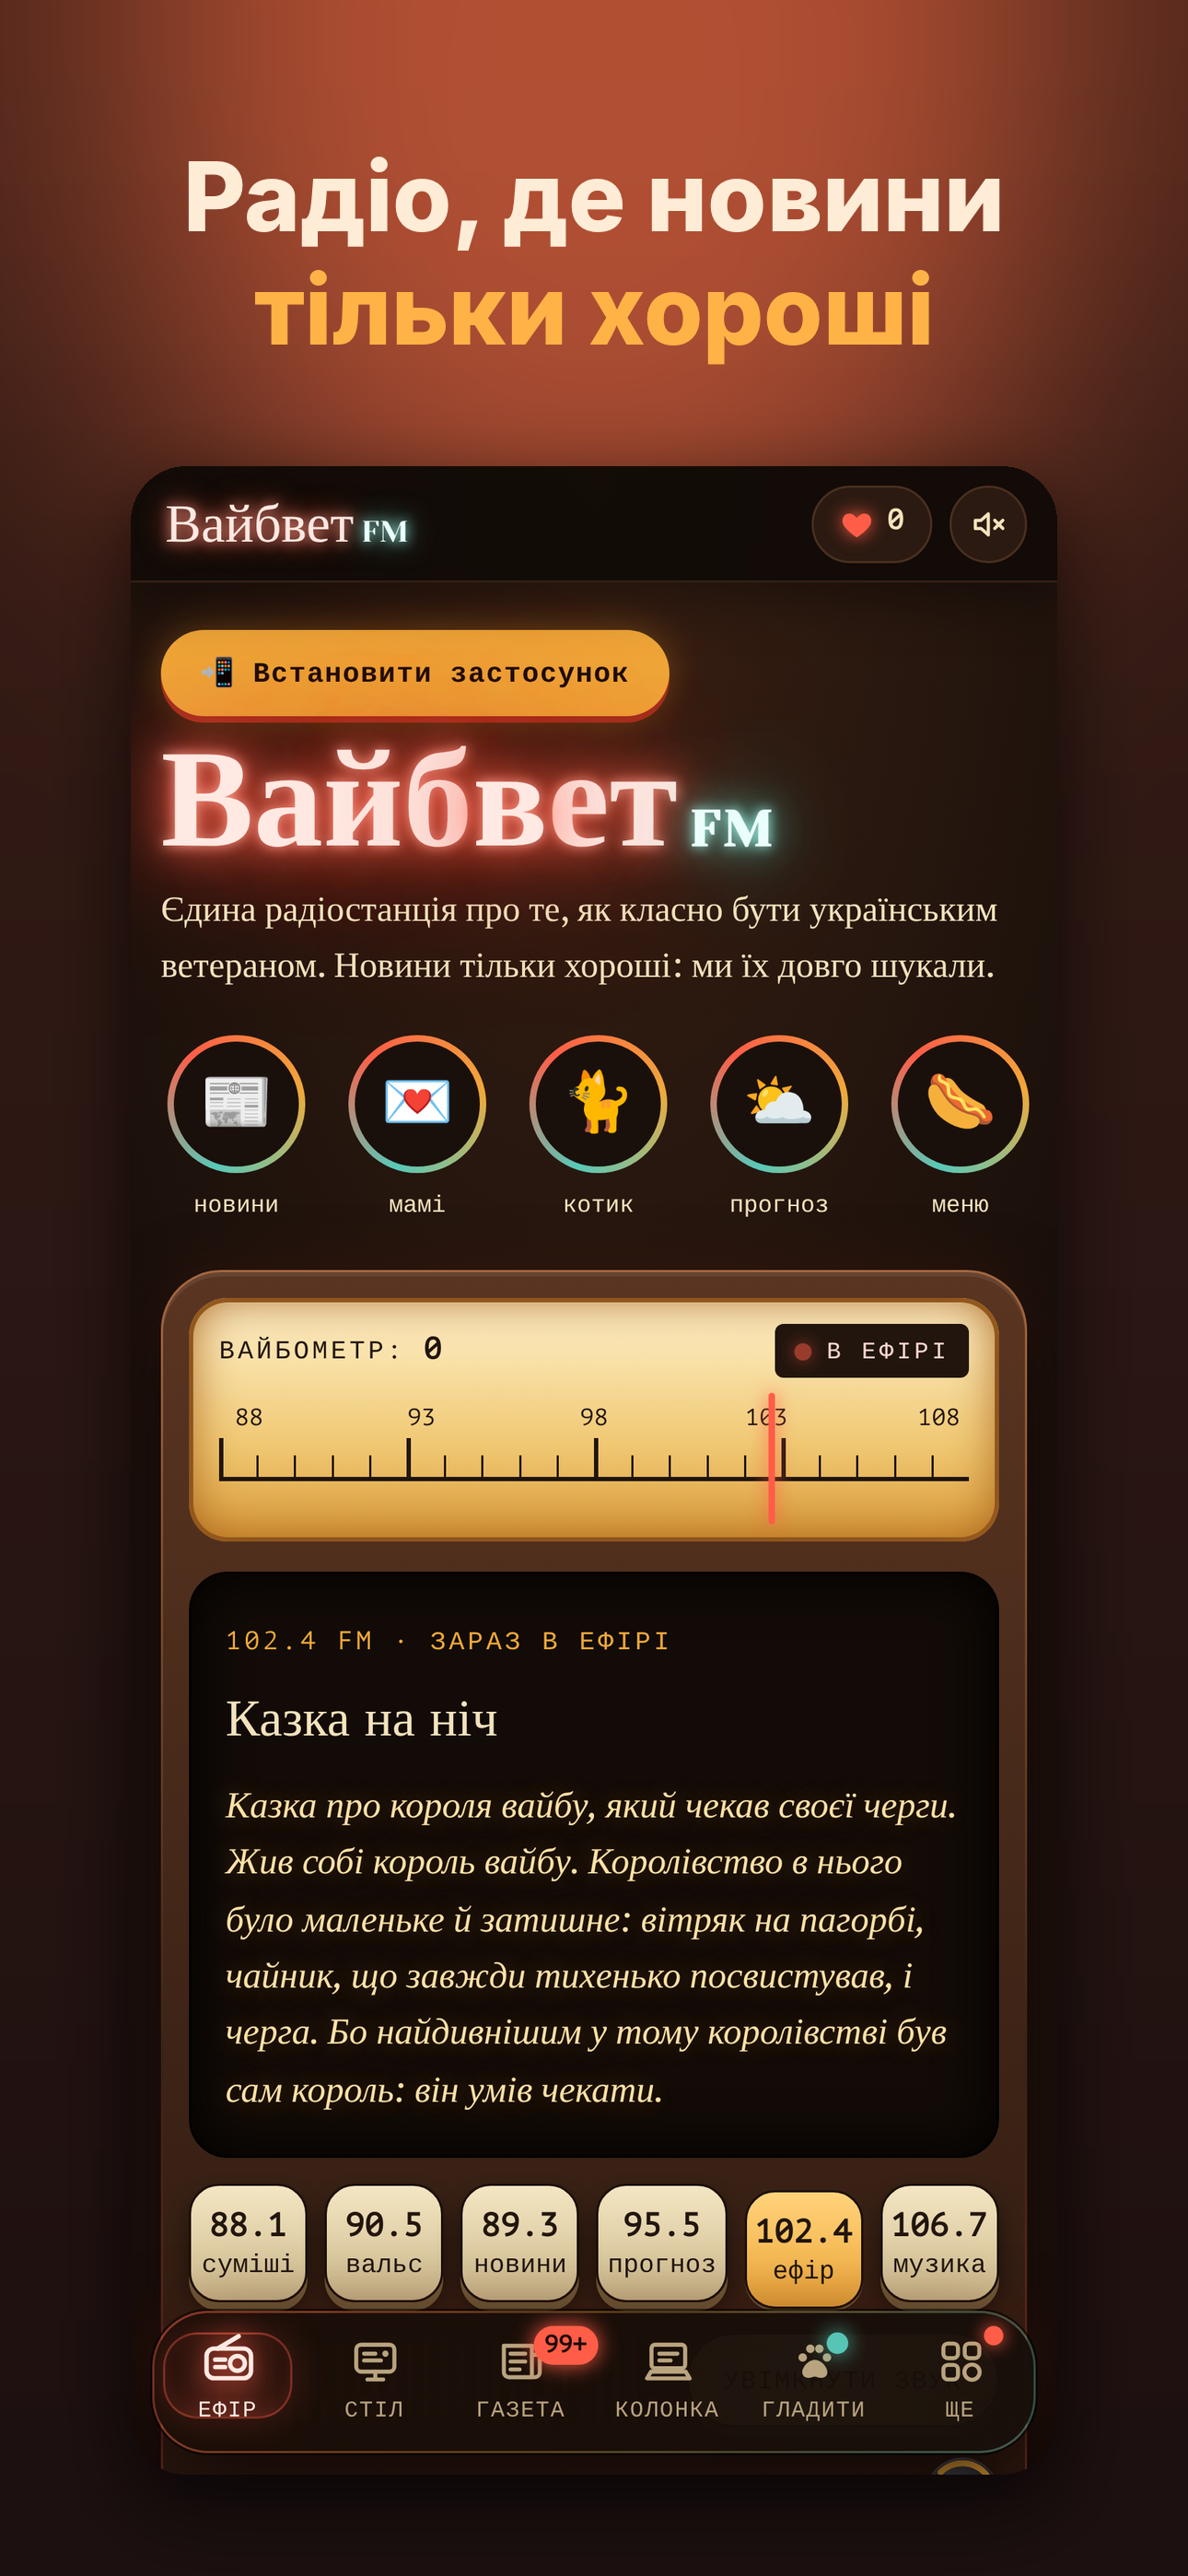 Радіо, де новини
тільки хороші
Вайбвет FM
0
Встановити застосунок
Вайбвет FM
Єдина радіостанція про те, як класно бути українським
ветераном. Новини тільки хороші: ми їх довго шукали.
новини мамі котик прогноз меню
ВАЙБОМЕТР: 0
В ЕФІРІ
88 93 98 103 108
102.4 FM · ЗАРАЗ В ЕФІРІ
Казка на ніч
Казка про короля вайбу, який чекав своєї черги.
Жив собі король вайбу. Королівство в нього
було маленьке й затишне: вітряк на пагорбі,
чайник, що завжди тихенько посвистував, і
черга. Бо найдивнішим у тому королівстві був
сам король: він умів чекати.
88.1 90.5 89.3 95.5 102.4 106.7
суміші вальс новини прогноз ефір музика
99+
УВІМКНУТИ ЗВУК
ЕФІР СТІЛ ГАЗЕТА КОЛОНКА ГЛАДИТИ ЩЕ